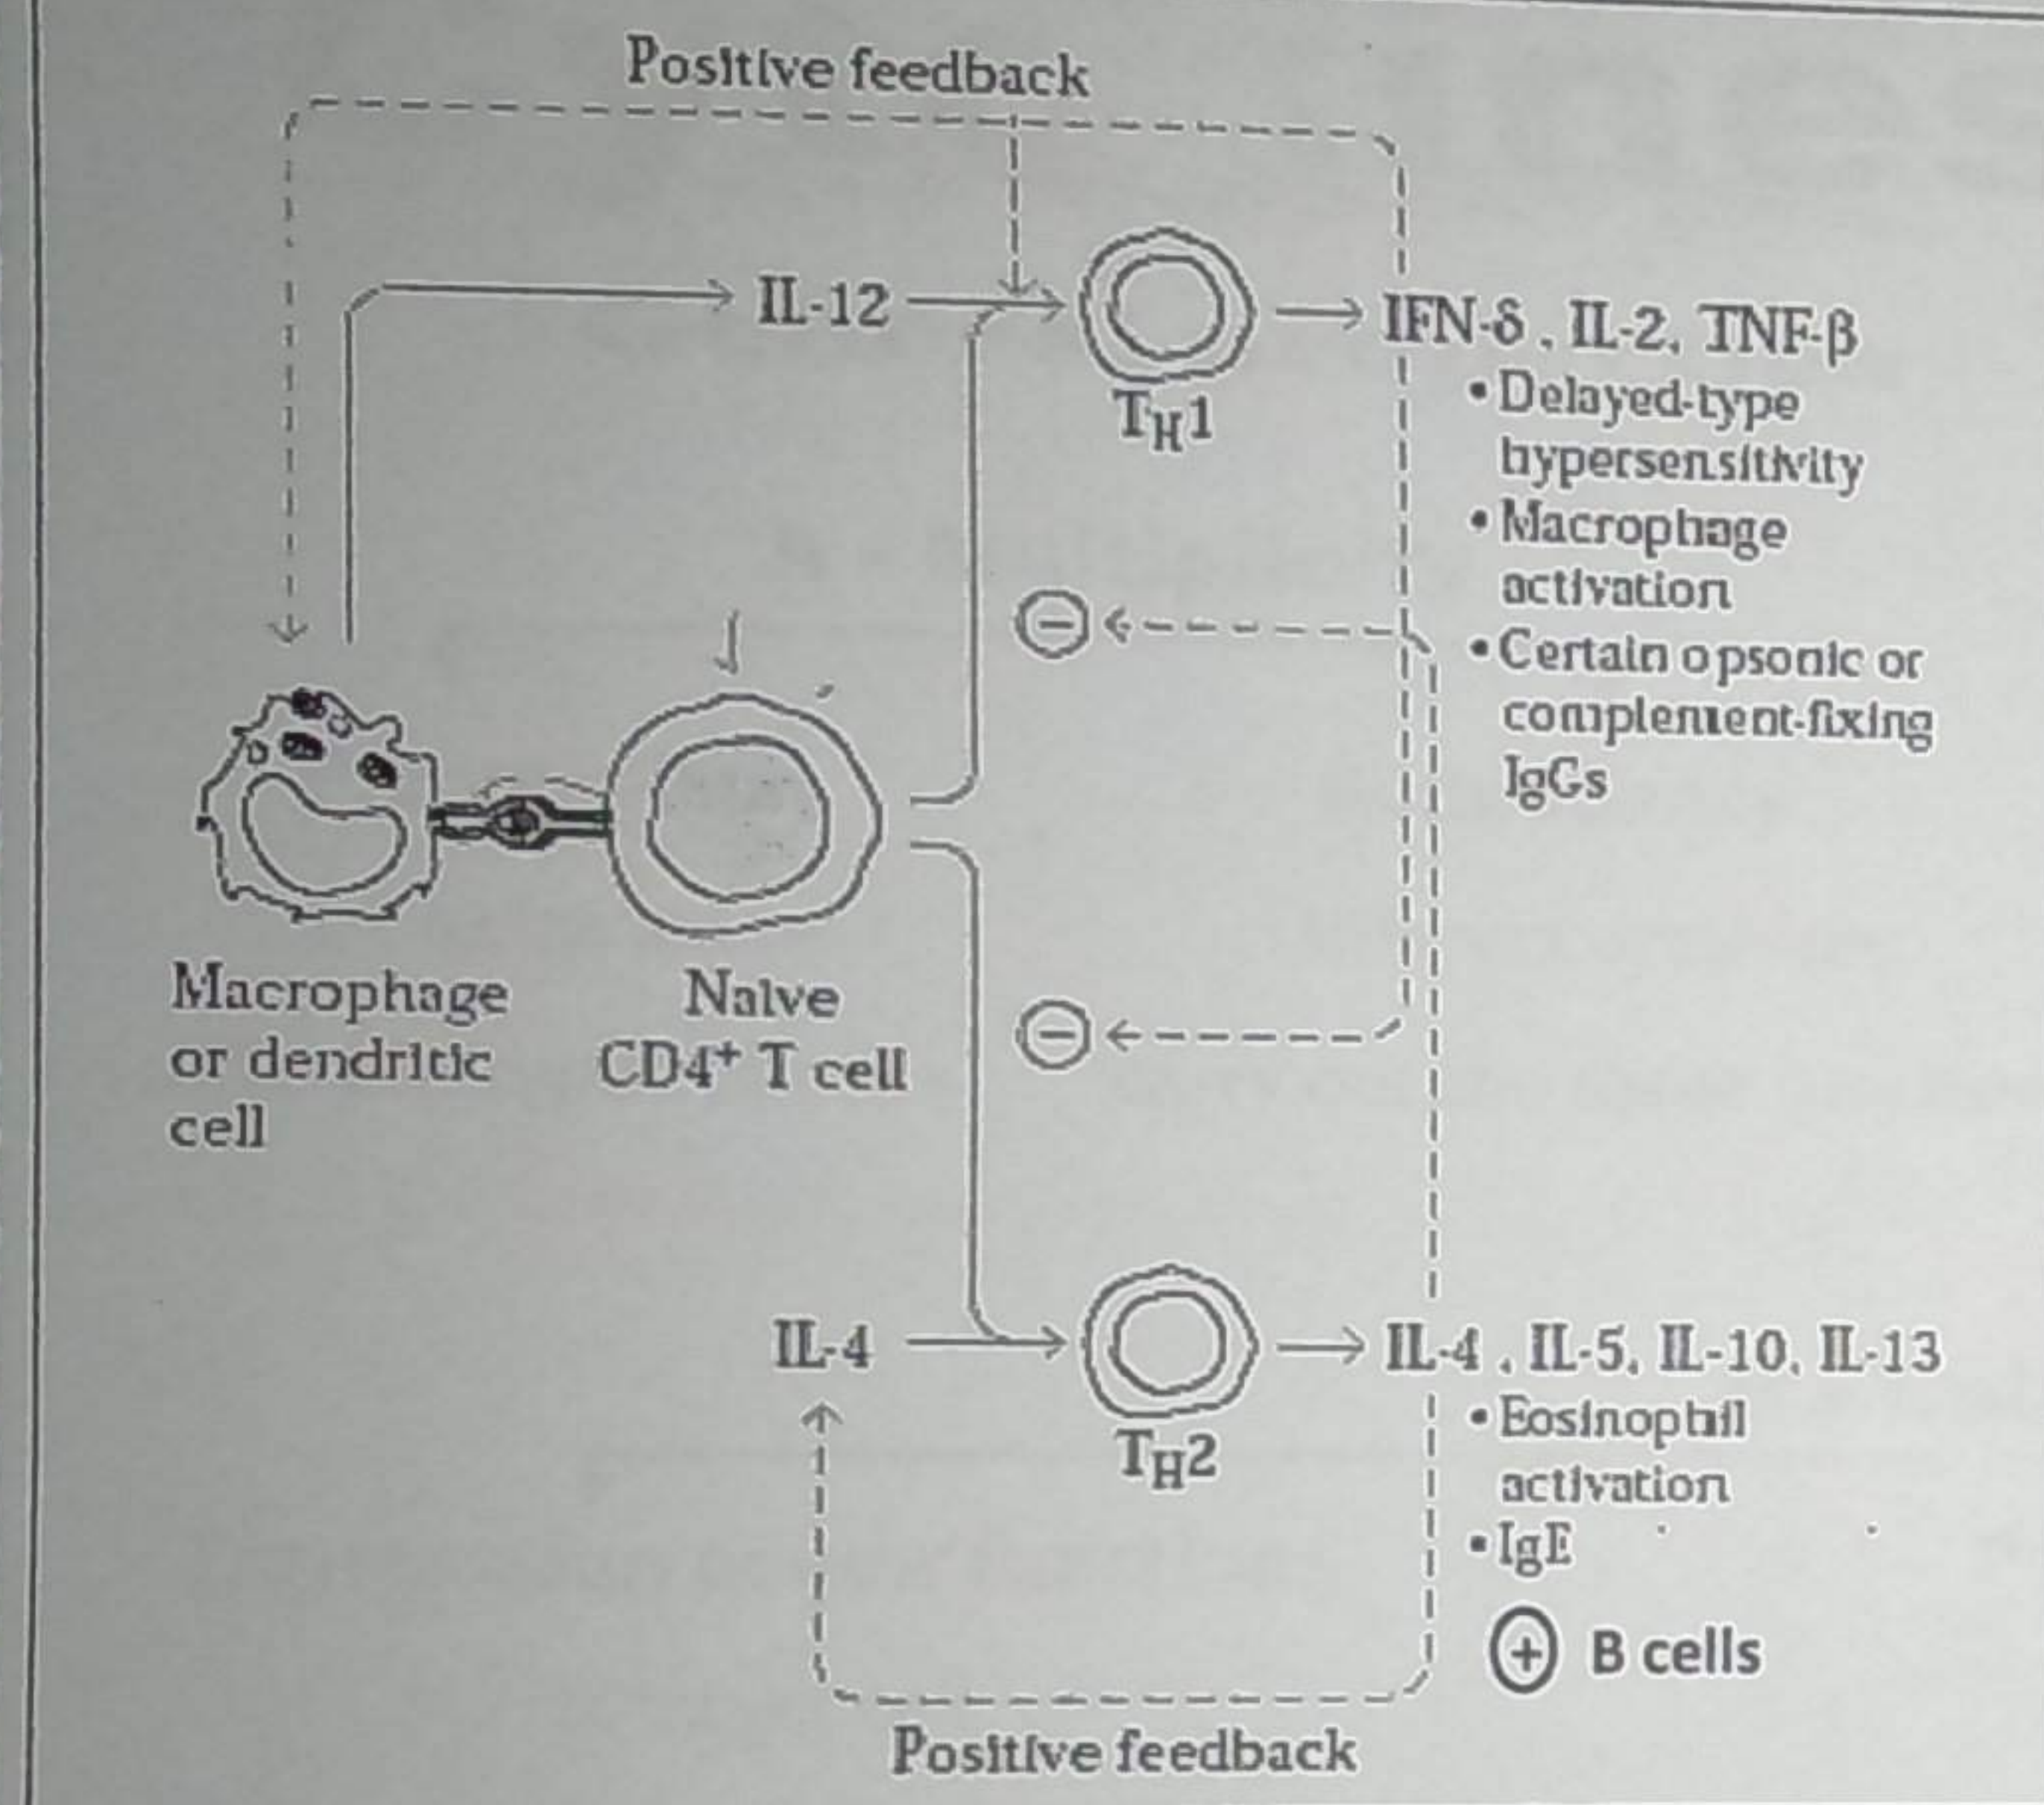 Positive feedback
IL-12
TH1
IFN-δ, IL-2, TNF-β
• Delayed-type
hypersensitivity
• Macrophage
activation
• Certain opsonic or
complement-fixing
IgGs
Macrophage
or dendritic
cell
Naive
CD4+ T cell
IL-4
TH2
IL-4, IL-5, IL-10, IL-13
• Eosinophil
activation
• IgE
+ B cells
Positive feedback